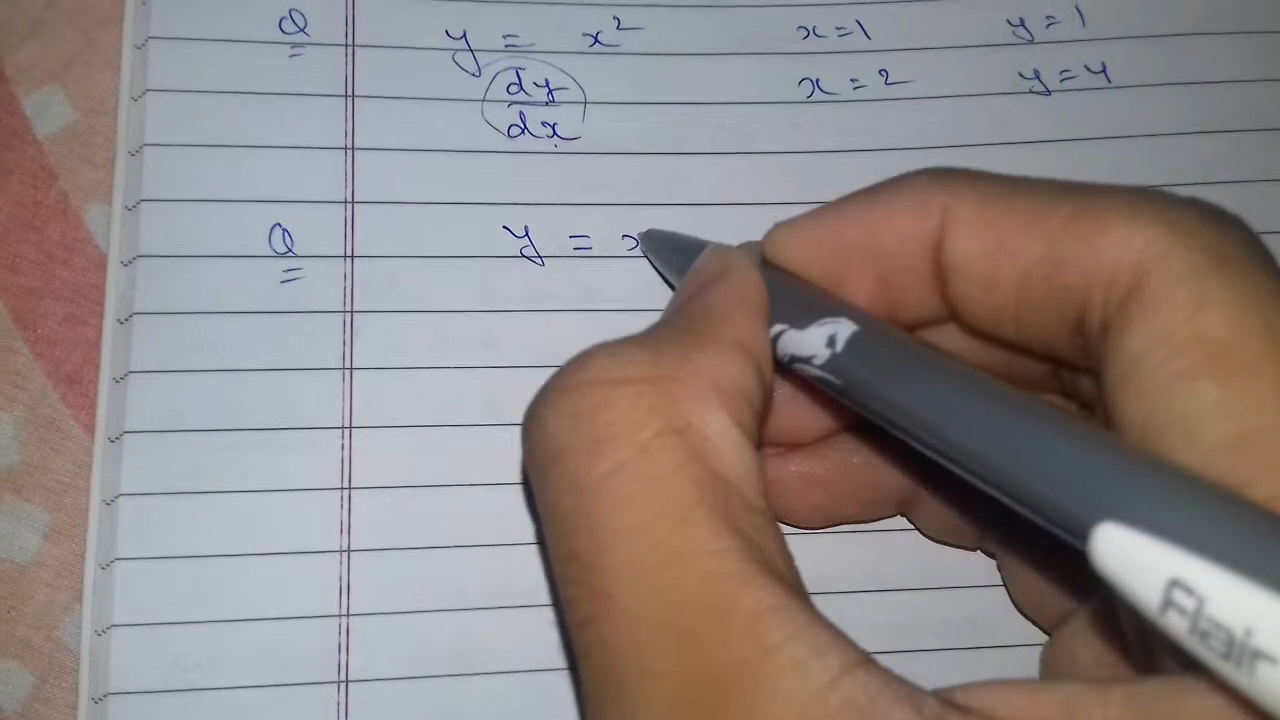 Q y = x² x=1 y=1
dy/dx x=2 y=4
Q y = x
Flair